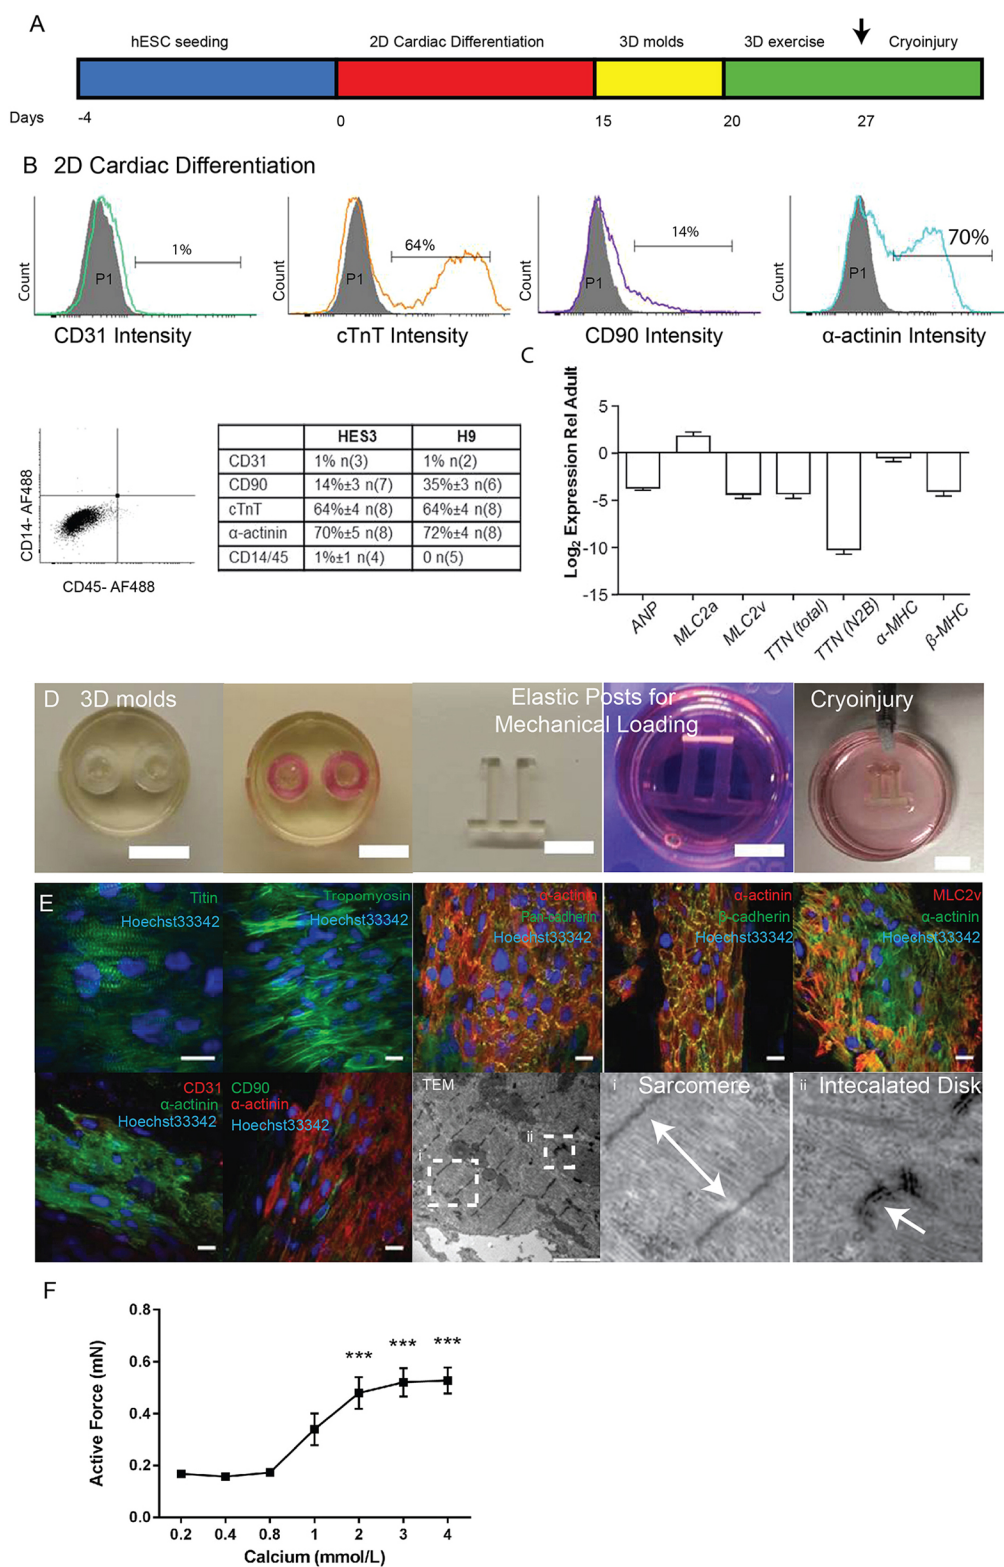 A
hESC seeding
2D Cardiac Differentiation
3D molds
3D exercise
Cryoinjury
Days
-4
0
15
20
27
B 2D Cardiac Differentiation
Count
P1
1%
CD31 Intensity
Count
P1
64%
cTnT Intensity
Count
P1
14%
CD90 Intensity
Count
P1
70%
α-actinin Intensity
CD14- AF488
CD45- AF488
HES3 H9
CD31 1% n(3) 1% n(2)
CD90 14%±3 n(7) 35%±3 n(6)
cTnT 64%±4 n(8) 64%±4 n(8)
α-actinin 70%±5 n(8) 72%±4 n(8)
CD14/45 1%±1 n(4) 0 n(5)
C
Log2 Expression Rel Adult
5
0
-5
-10
-15
ANP
MLC2a
MLC2v
TTN (total)
TTN (N2B)
α-MHC
β-MHC
D 3D molds
Elastic Posts for
Mechanical Loading
Cryoinjury
E
Titin
Hoechst33342
Tropomyosin
Hoechst33342
α-actinin
Pan-cadherin
Hoechst33342
α-actinin
β-cadherin
Hoechst33342
MLC2v
α-actinin
Hoechst33342
CD31
α-actinin
Hoechst33342
CD90
α-actinin
Hoechst33342
TEM
i
ii
i Sarcomere
ii Intecalated Disk
F
Active Force (mN)
0.8
0.6
0.4
0.2
0.0
*** *** ***
0.2 0.4 0.8 1 2 3 4
Calcium (mmol/L)